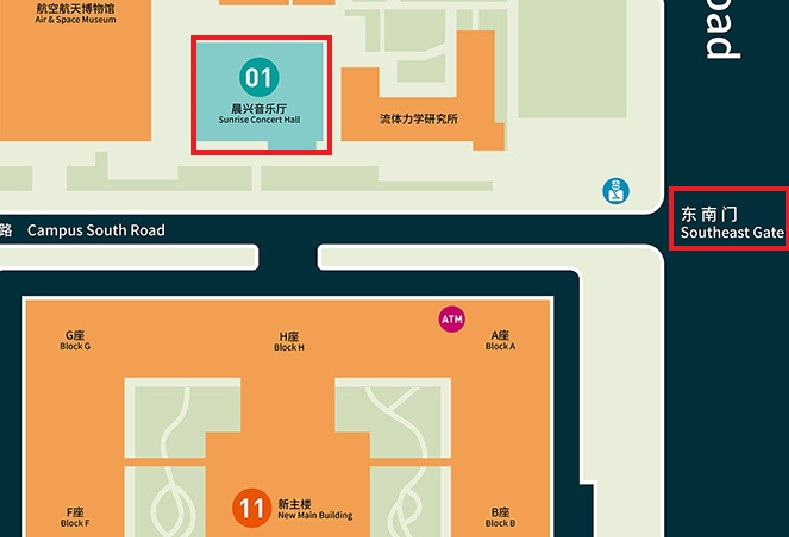 航空航天博物馆
Air & Space Museum
oad
01
晨兴音乐厅
Sunrise Concert Hall
流体力学研究所
东南门
Southeast Gate
路 Campus South Road
ATM
G座
Block G
H座
Block H
A座
Block A
11
新主楼
New Main Building
F座
Block F
B座
Block B